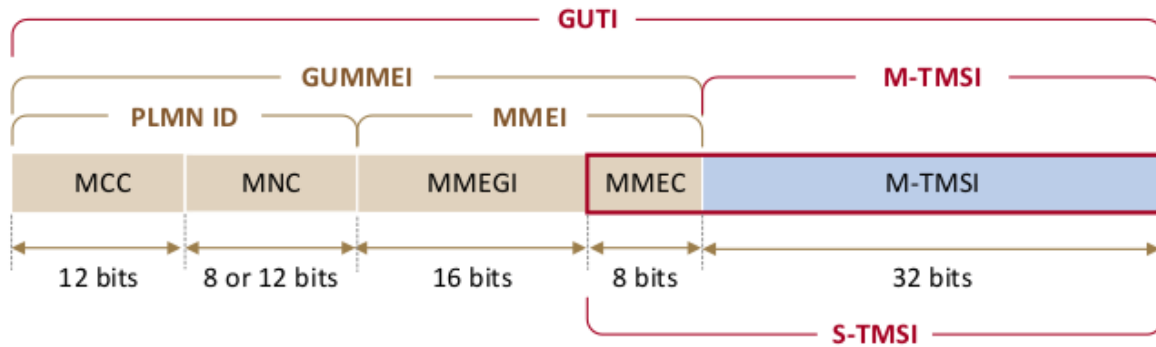 GUTI
GUMMEI M-TMSI
PLMN ID MMEI
MCC MNC MMEGI MMEC M-TMSI
12 bits 8 or 12 bits 16 bits 8 bits 32 bits
S-TMSI